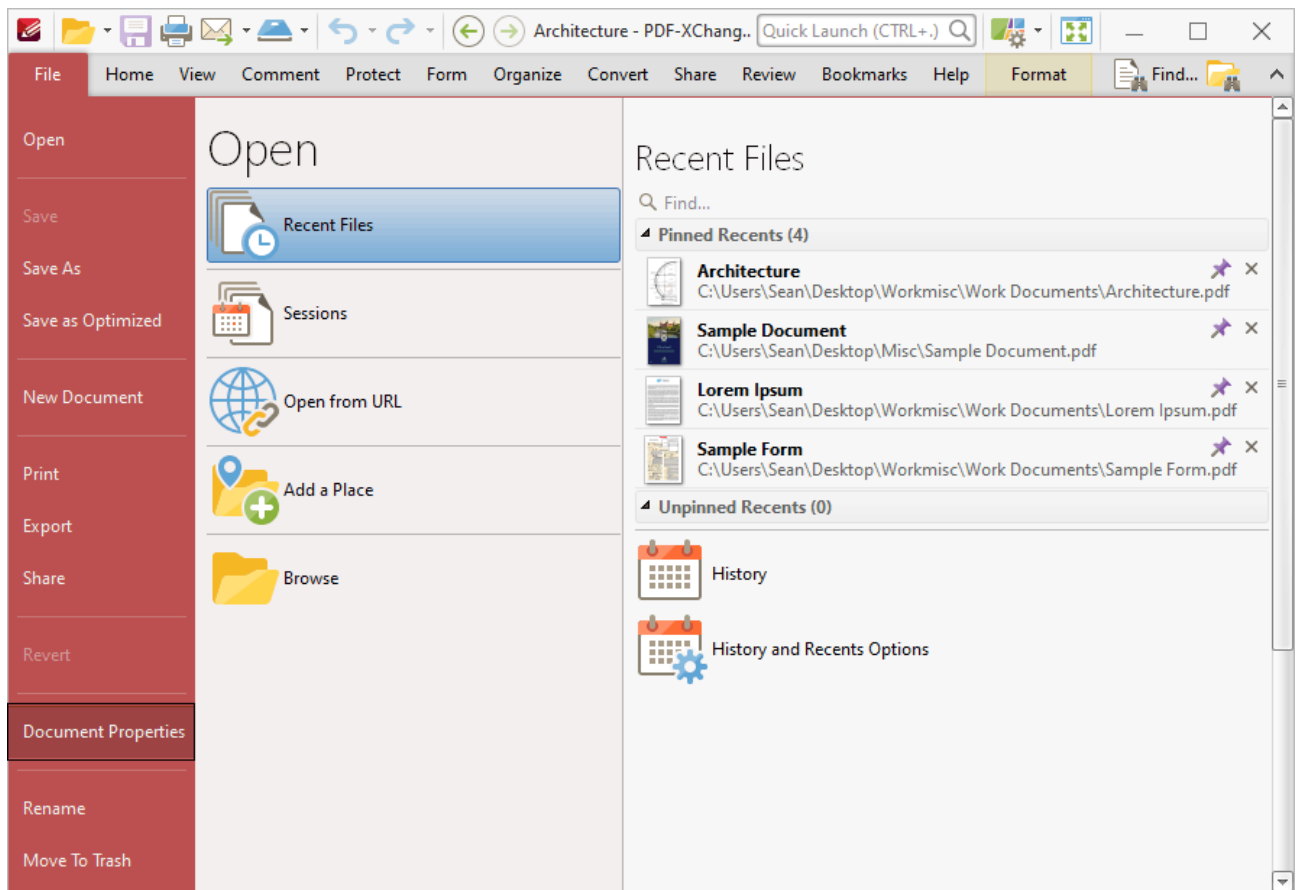 Architecture - PDF-XChang..
Quick Launch (CTRL+.)
File Home View Comment Protect Form Organize Convert Share Review Bookmarks Help Format Find...
Open
Save
Save As
Save as Optimized
New Document
Print
Export
Share
Revert
Document Properties
Rename
Move To Trash
Open
Recent Files
Sessions
Open from URL
Add a Place
Browse
Recent Files
Find...
Pinned Recents (4)
Architecture
C:\Users\Sean\Desktop\Workmisc\Work Documents\Architecture.pdf
Sample Document
C:\Users\Sean\Desktop\Misc\Sample Document.pdf
Lorem Ipsum
C:\Users\Sean\Desktop\Workmisc\Work Documents\Lorem Ipsum.pdf
Sample Form
C:\Users\Sean\Desktop\Workmisc\Work Documents\Sample Form.pdf
Unpinned Recents (0)
History
History and Recents Options